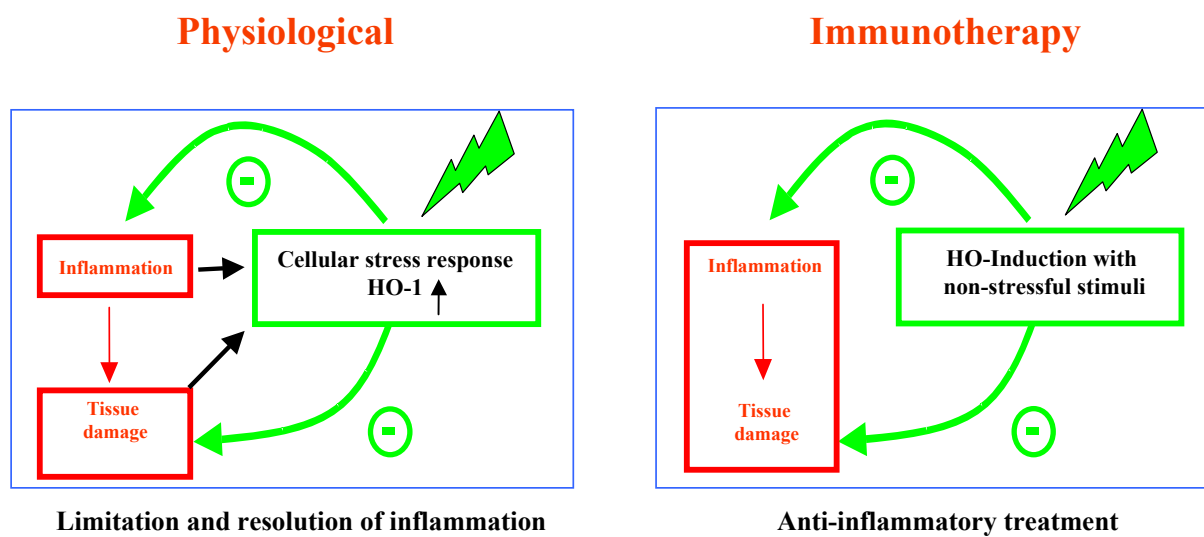 Physiological
Immunotherapy
-
Inflammation
Cellular stress response
HO-1
Tissue
damage
-
Limitation and resolution of inflammation
-
Inflammation
HO-Induction with
non-stressful stimuli
Tissue
damage
-
Anti-inflammatory treatment